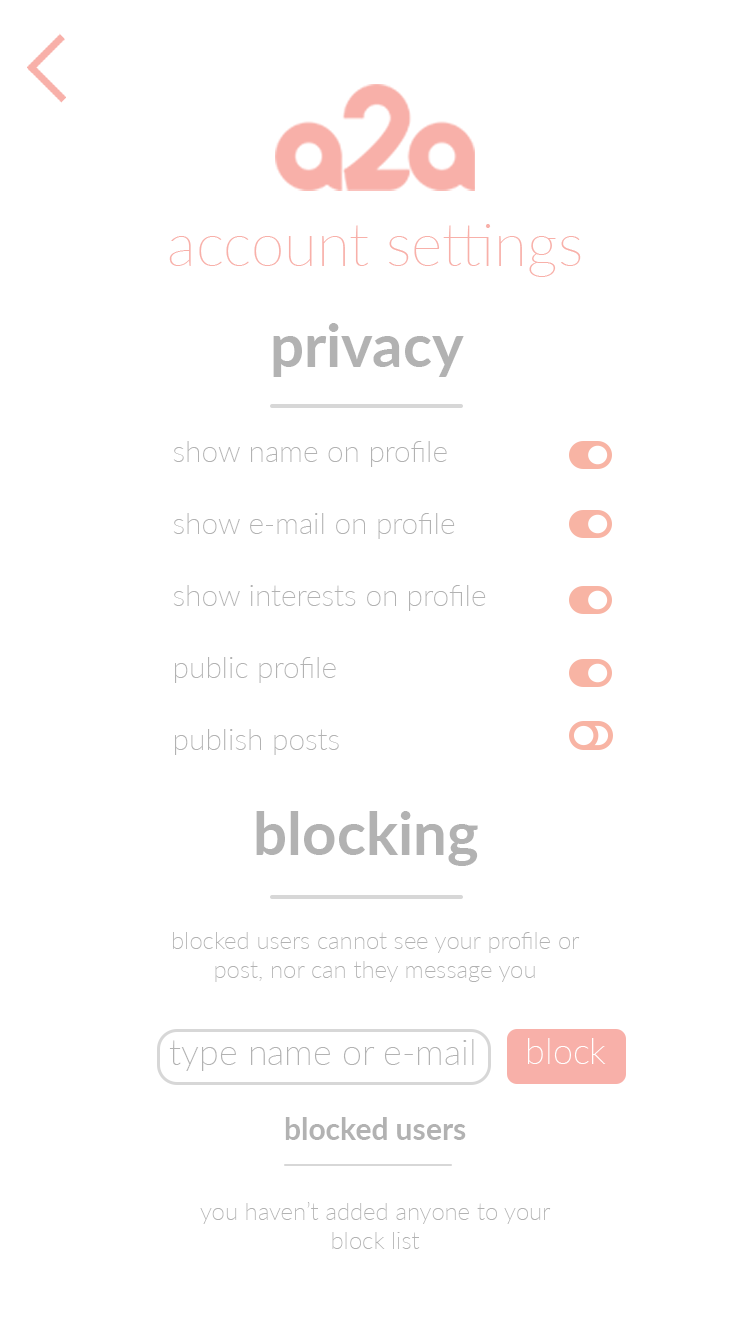 a2a
account settings
privacy
show name on profile
show e-mail on profile
show interests on profile
public profile
publish posts
blocking
blocked users cannot see your profile or
post, nor can they message you
type name or e-mail
block
blocked users
you haven't added anyone to your
block list